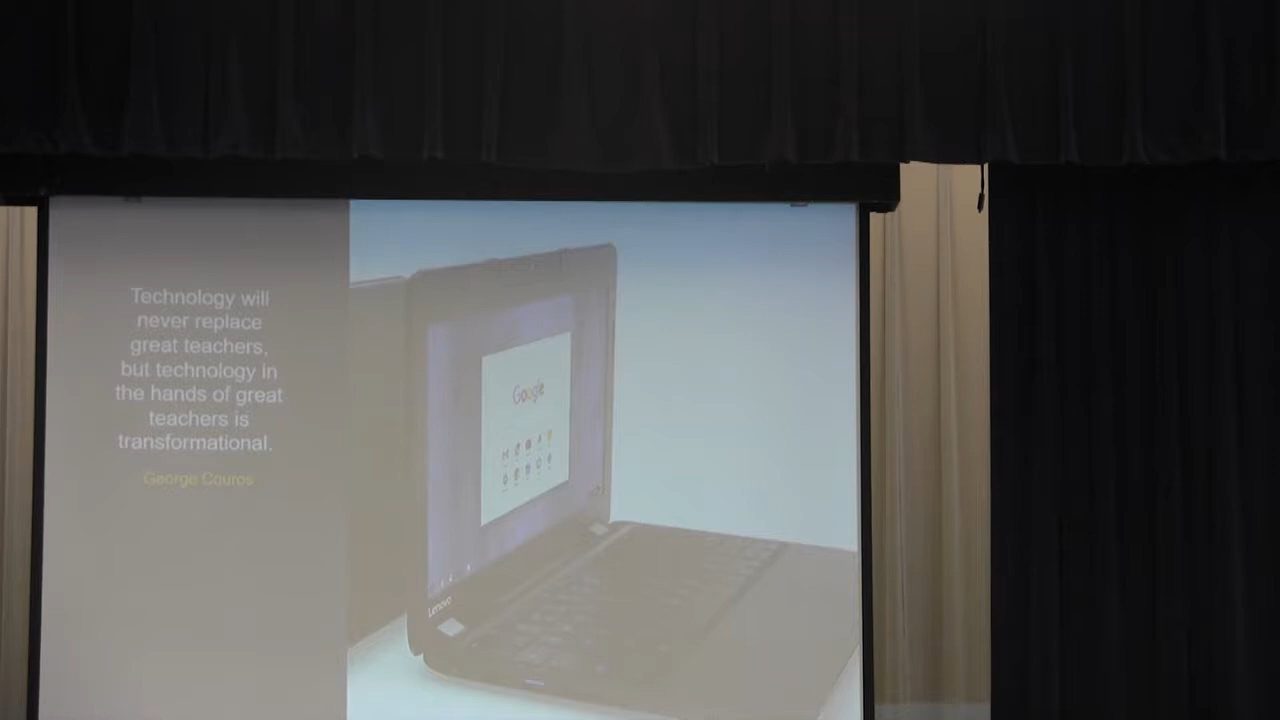 Technology will
never replace
great teachers,
but technology in
the hands of great
teachers is
transformational.
George Couros
Google
Lenovo